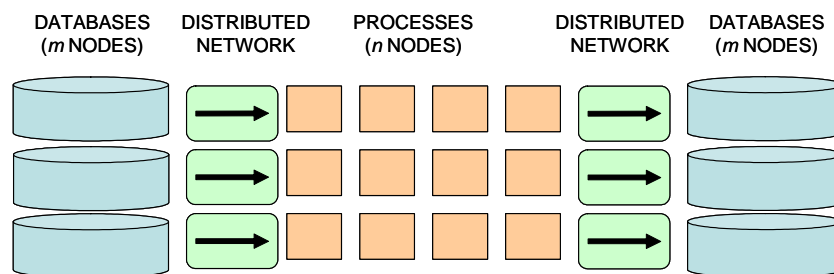 DATABASES
(m NODES)
DISTRIBUTED
NETWORK
PROCESSES
(n NODES)
DISTRIBUTED
NETWORK
DATABASES
(m NODES)